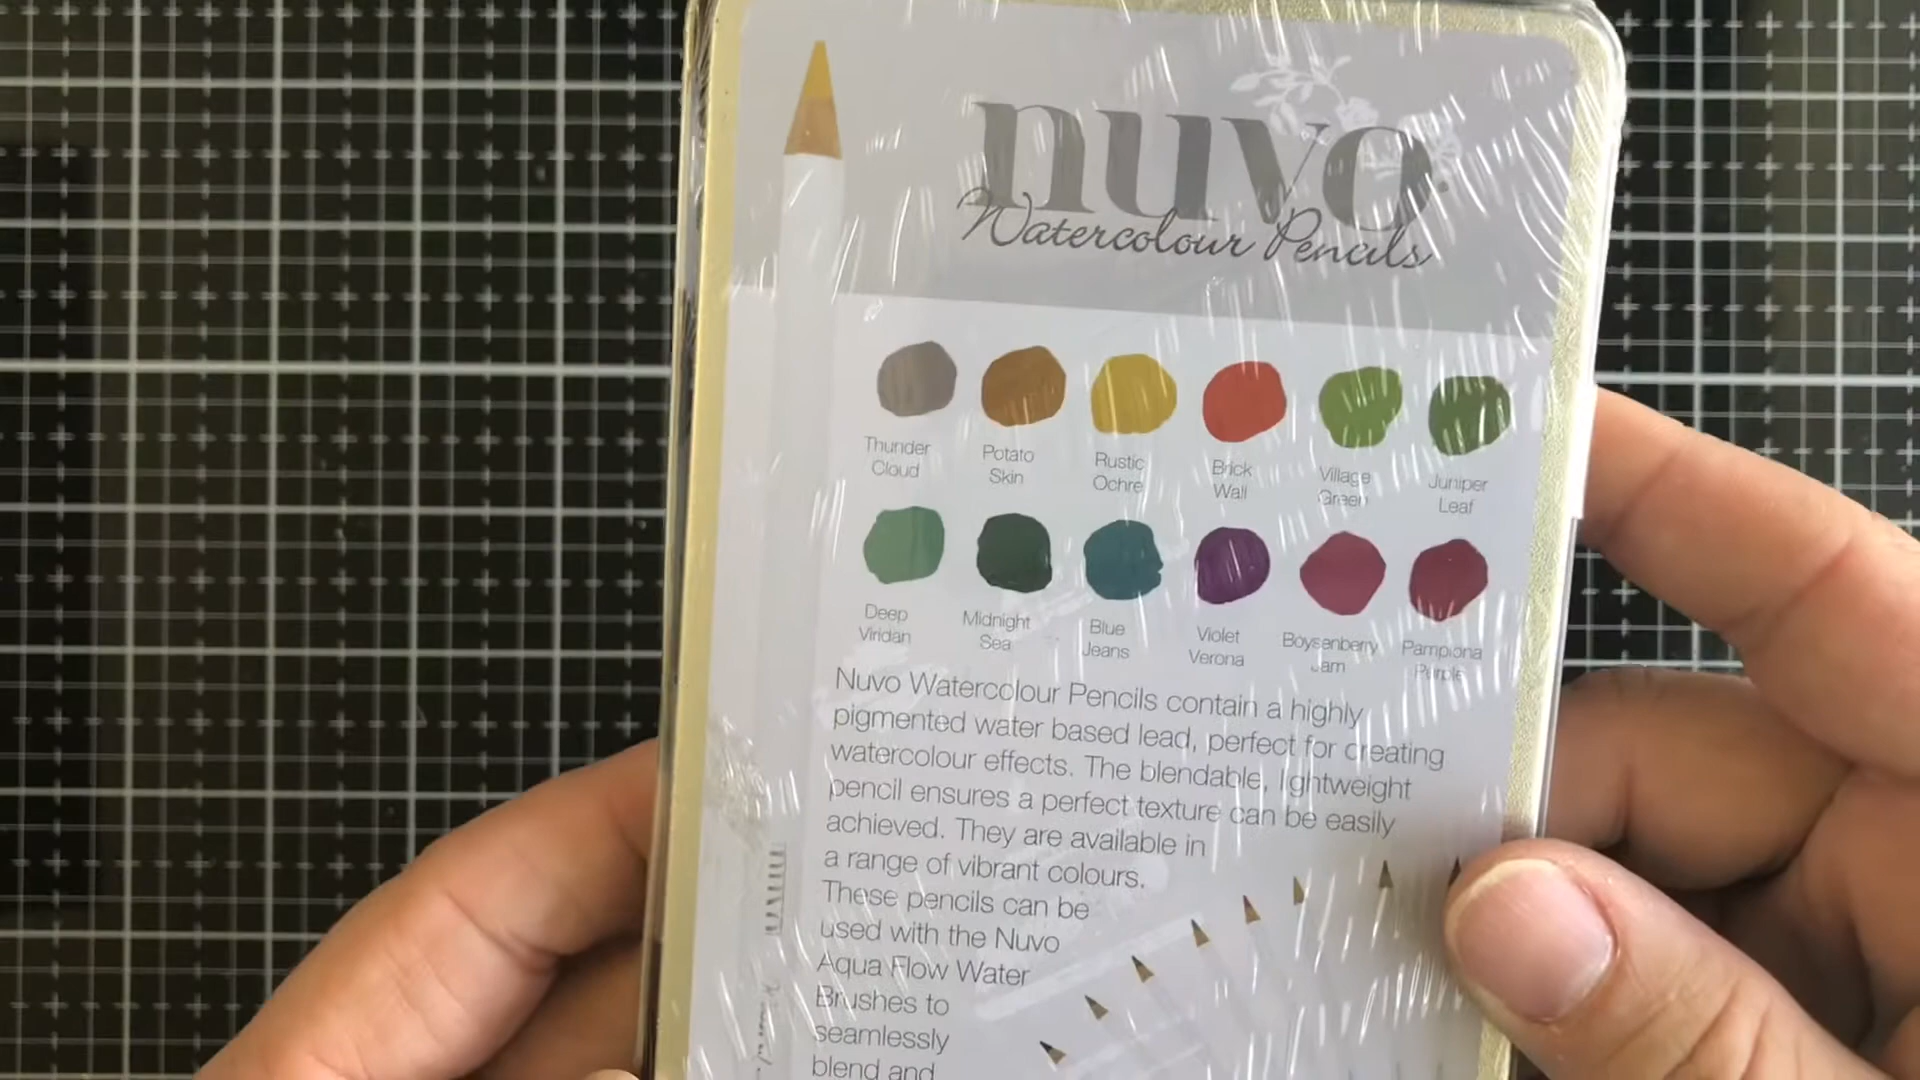 nuvo
Watercolour Pencils
Thunder Cloud
Potato Skin
Rustic Ochre
Brick Wall
Village Green
Juniper Leaf
Deep Viridan
Midnight Sea
Blue Jeans
Violet Verona
Boysenberry Jam
Pamplona Purple
Nuvo Watercolour Pencils contain a highly
pigmented water based lead, perfect for creating
watercolour effects. The blendable, lightweight
pencil ensures a perfect texture can be easily
achieved. They are available in
a range of vibrant colours.
These pencils can be
used with the Nuvo
Aqua Flow Water
Brushes to
seamlessly
blend and